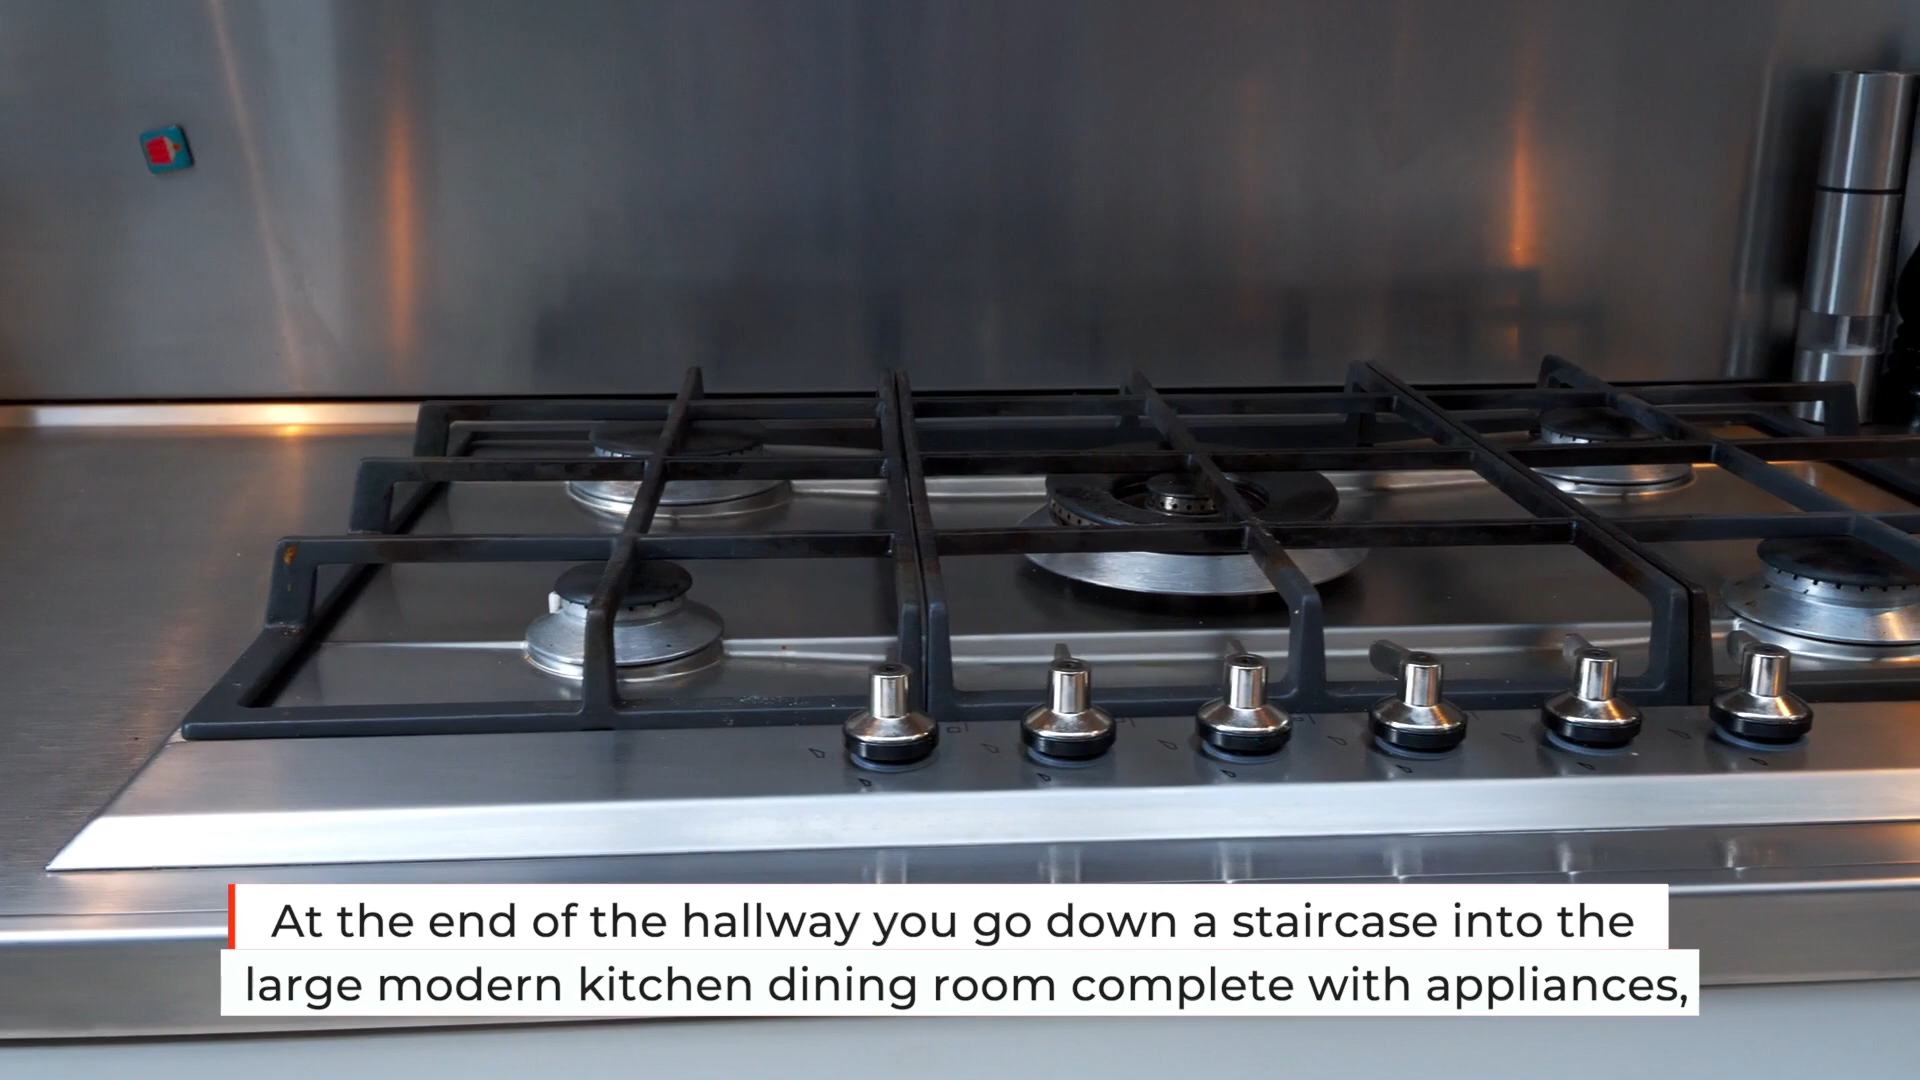 At the end of the hallway you go down a staircase into the
large modern kitchen dining room complete with appliances,